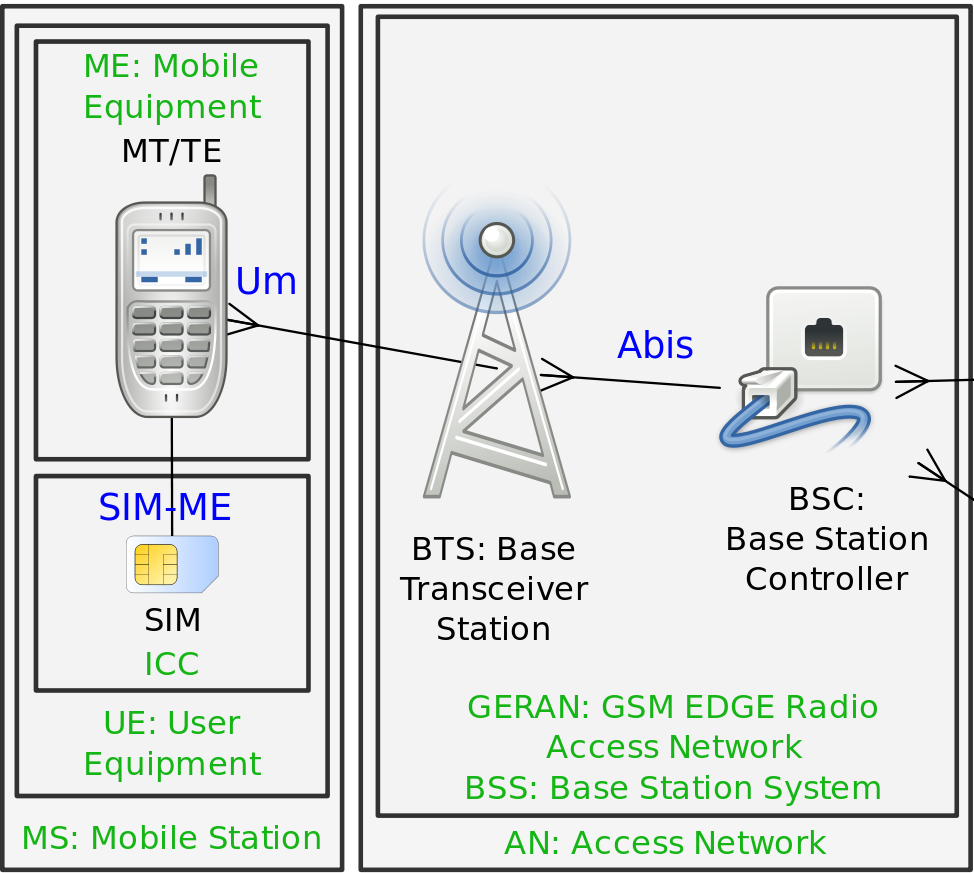 ME: Mobile
Equipment
MT/TE
Um
SIM-ME
SIM
ICC
UE: User
Equipment
MS: Mobile Station
Abis
BTS: Base
Transceiver
Station
BSC:
Base Station
Controller
GERAN: GSM EDGE Radio
Access Network
BSS: Base Station System
AN: Access Network